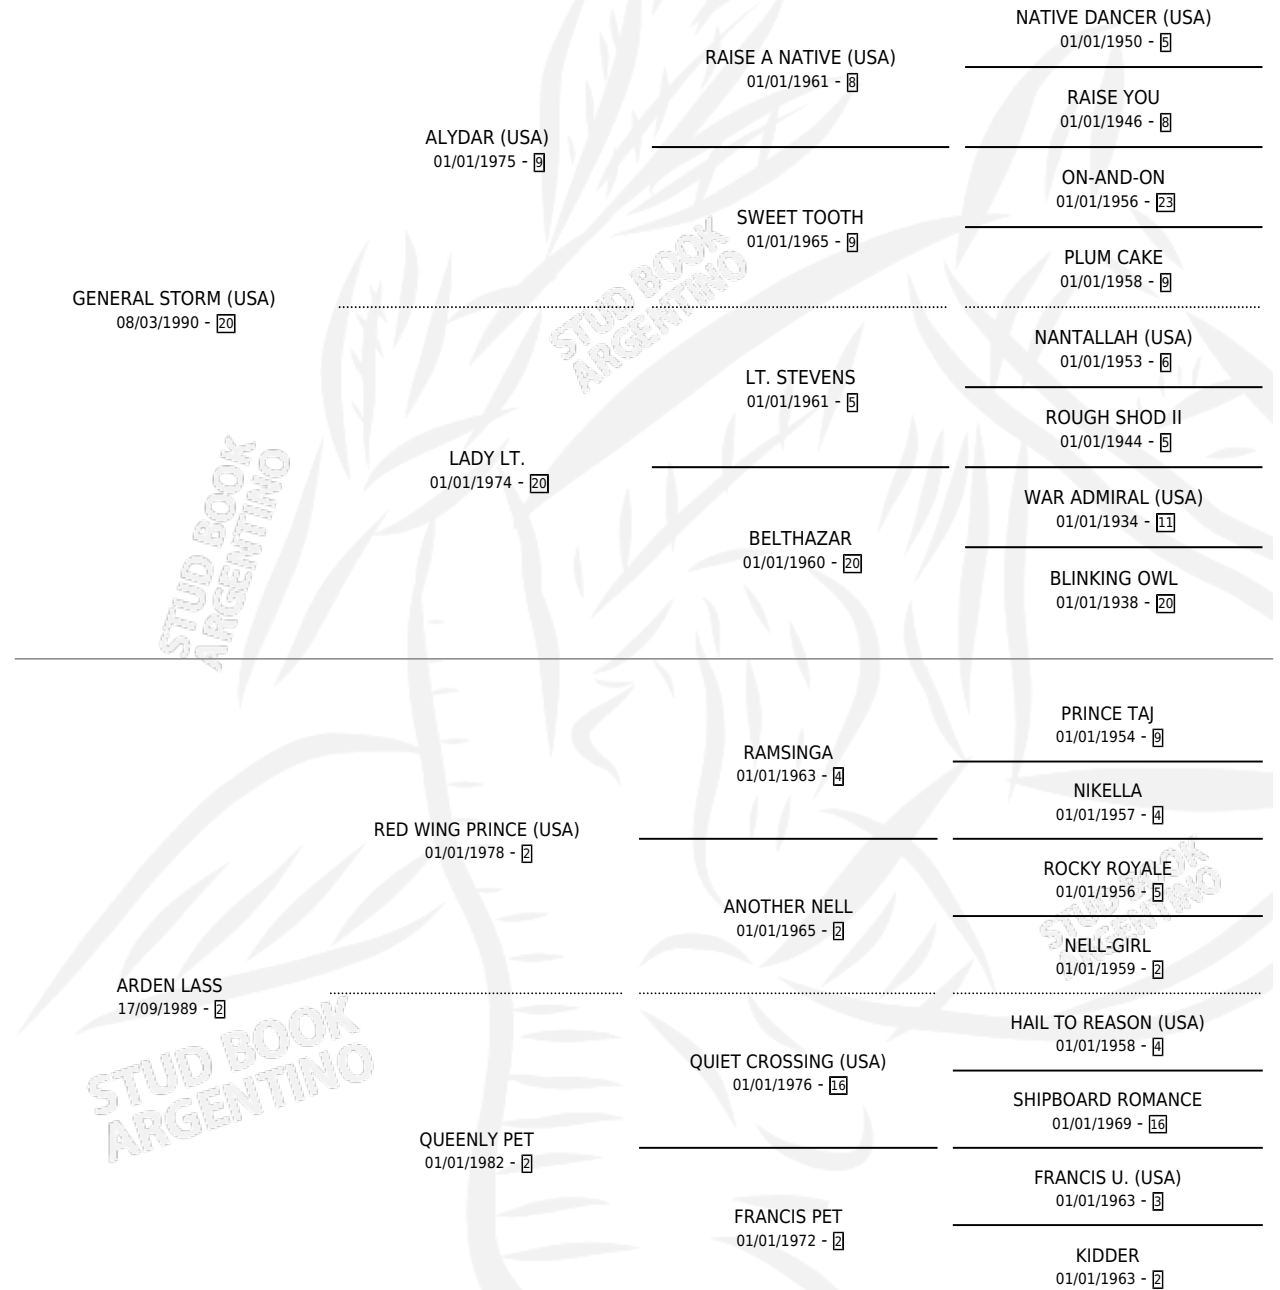 NATIVE DANCER (USA)
01/01/1950 - 5
RAISE A NATIVE (USA)
01/01/1961 - 8
RAISE YOU
01/01/1946 - 8
ALYDAR (USA)
01/01/1975 - 9
ON-AND-ON
01/01/1956 - 23
SWEET TOOTH
01/01/1965 - 9
PLUM CAKE
01/01/1958 - 9
GENERAL STORM (USA)
08/03/1990 - 20
NANTALLAH (USA)
01/01/1953 - 6
LT. STEVENS
01/01/1961 - 5
ROUGH SHOD II
01/01/1944 - 5
LADY LT.
01/01/1974 - 20
WAR ADMIRAL (USA)
01/01/1934 - 11
BELTHAZAR
01/01/1960 - 20
BLINKING OWL
01/01/1938 - 20
PRINCE TAJ
01/01/1954 - 9
RAMSINGA
01/01/1963 - 4
NIKELLA
01/01/1957 - 4
RED WING PRINCE (USA)
01/01/1978 - 2
ROCKY ROYALE
01/01/1956 - 5
ANOTHER NELL
01/01/1965 - 2
NELL-GIRL
01/01/1959 - 2
ARDEN LASS
17/09/1989 - 2
HAIL TO REASON (USA)
01/01/1958 - 4
QUIET CROSSING (USA)
01/01/1976 - 16
SHIPBOARD ROMANCE
01/01/1969 - 16
QUEENLY PET
01/01/1982 - 2
FRANCIS U. (USA)
01/01/1963 - 3
FRANCIS PET
01/01/1972 - 2
KIDDER
01/01/1963 - 2
STUD BOOK
ARGENTINO
STUD BOOK
ARGENTINO
STUD BOOK
ARGENTINO
STUD BOOK
ARGENTINO